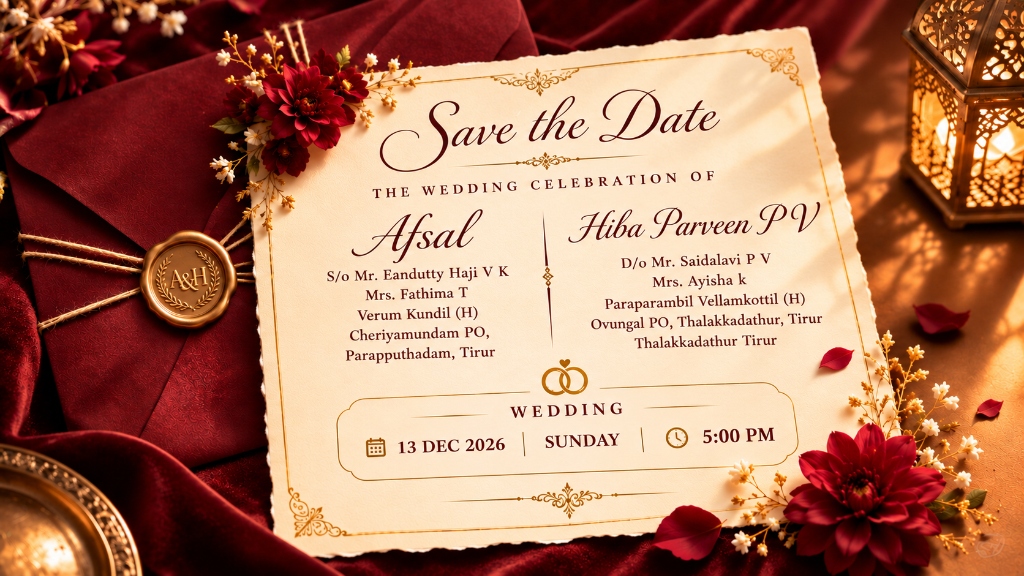 A&H
Save the Date
THE WEDDING CELEBRATION OF
Afsal
S/o Mr. Eandutty Haji V K
Mrs. Fathima T
Verum Kundil (H)
Cheriyamundam PO,
Parapputhadam, Tirur
Hiba Parveen P V
D/o Mr. Saidalavi P V
Mrs. Ayisha k
Paraparambil Vellamkottil (H)
Ovungal PO, Thalakkadathur, Tirur
Thalakkadathur Tirur
WEDDING
13 DEC 2026 SUNDAY 5:00 PM